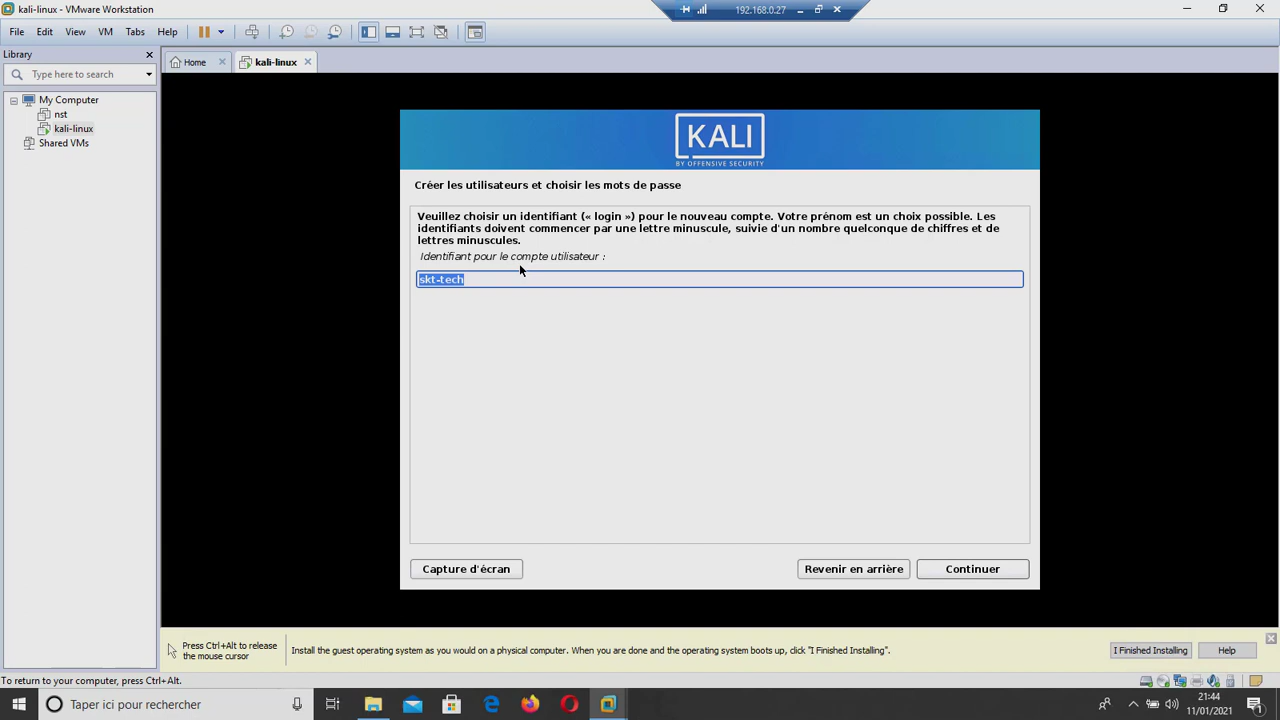 kali-linux - VMware Workstation
192.168.0.27
File Edit View VM Tabs Help
Library
Type here to search
My Computer
nst
kali-linux
Shared VMs
Home
kali-linux
KALI
BY OFFENSIVE SECURITY
Créer les utilisateurs et choisir les mots de passe
Veuillez choisir un identifiant (« login ») pour le nouveau compte. Votre prénom est un choix possible. Les
identifiants doivent commencer par une lettre minuscule, suivie d'un nombre quelconque de chiffres et de
lettres minuscules.
Identifiant pour le compte utilisateur :
skt-tech
Capture d'écran
Revenir en arrière
Continuer
Press Ctrl+Alt to release
the mouse cursor
Install the guest operating system as you would on a physical computer. When you are done and the operating system boots up, click "I Finished Installing".
I Finished Installing
Help
To return to your computer, press Ctrl+Alt.
Taper ici pour rechercher
21:44
11/01/2021